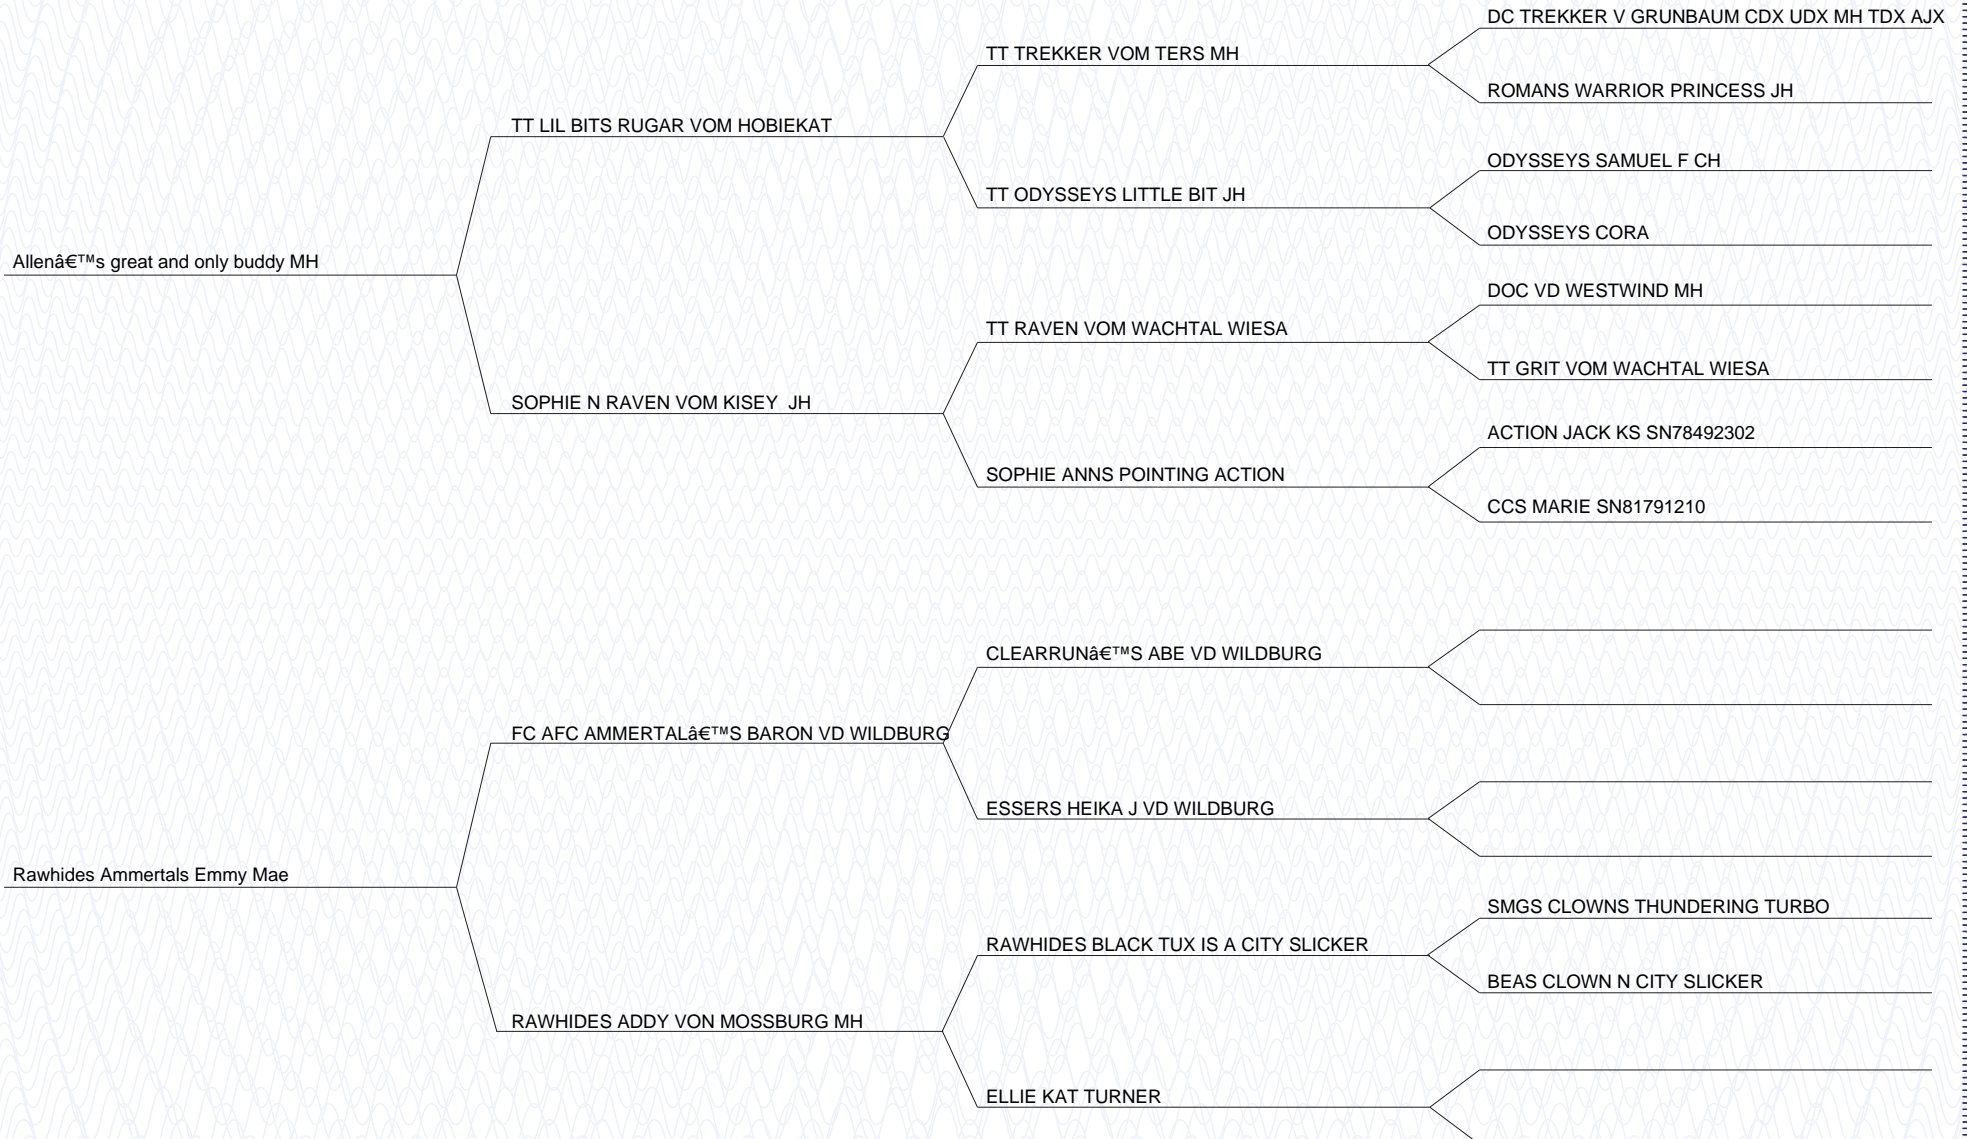 DC TREKKER V GRUNBAUM CDX UDX MH TDX AJX
TT TREKKER VOM TERS MH
ROMANS WARRIOR PRINCESS JH
TT LIL BITS RUGAR VOM HOBIEKAT
ODYSSEYS SAMUEL F CH
TT ODYSSEYS LITTLE BIT JH
ODYSSEYS CORA
Allenâ€™s great and only buddy MH
DOC VD WESTWIND MH
TT RAVEN VOM WACHTAL WIESA
TT GRIT VOM WACHTAL WIESA
SOPHIE N RAVEN VOM KISEY  JH
ACTION JACK KS SN78492302
SOPHIE ANNS POINTING ACTION
CCS MARIE SN81791210
CLEARRUNâ€™S ABE VD WILDBURG
FC AFC AMMERTALâ€™S BARON VD WILDBURG
ESSERS HEIKA J VD WILDBURG
Rawhides Ammertals Emmy Mae
SMGS CLOWNS THUNDERING TURBO
RAWHIDES BLACK TUX IS A CITY SLICKER
BEAS CLOWN N CITY SLICKER
RAWHIDES ADDY VON MOSSBURG MH
ELLIE KAT TURNER